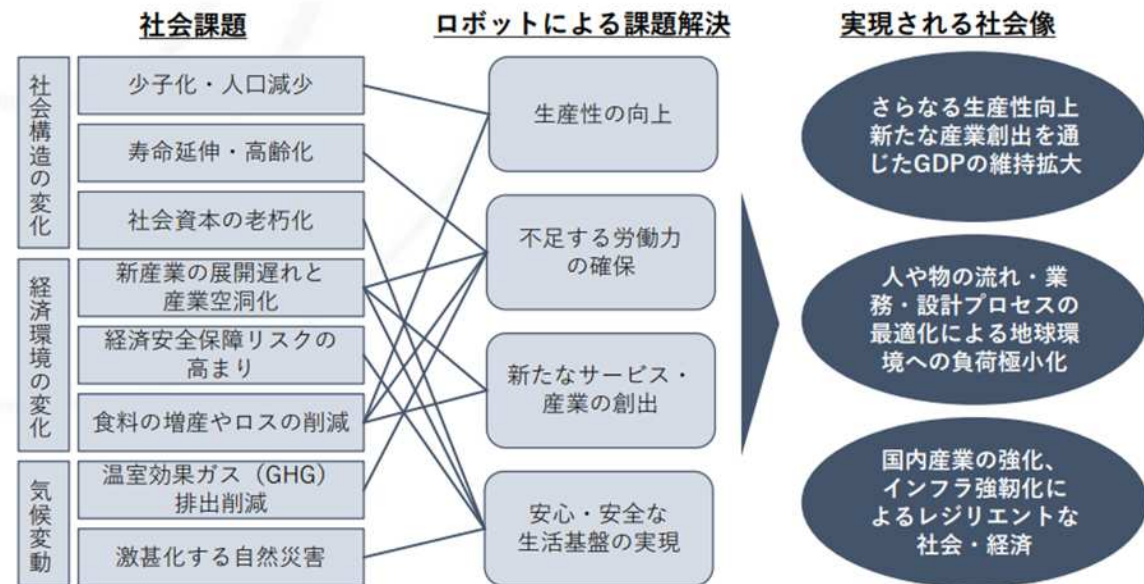 社会課題
ロボットによる課題解決
実現される社会像
社会構造の変化
少子化・人口減少
寿命延伸・高齢化
社会資本の老朽化
経済環境の変化
新産業の展開遅れと
産業空洞化
経済安全保障リスクの
高まり
食料の増産やロスの削減
気候変動
温室効果ガス（GHG）
排出削減
激甚化する自然災害
生産性の向上
不足する労働力
の確保
新たなサービス・
産業の創出
安心・安全な
生活基盤の実現
さらなる生産性向上
新たな産業創出を通
じたGDPの維持拡大
人や物の流れ・業
務・設計プロセスの
最適化による地球環
境への負荷極小化
国内産業の強化、
インフラ強靭化に
よるレジリエントな
社会・経済